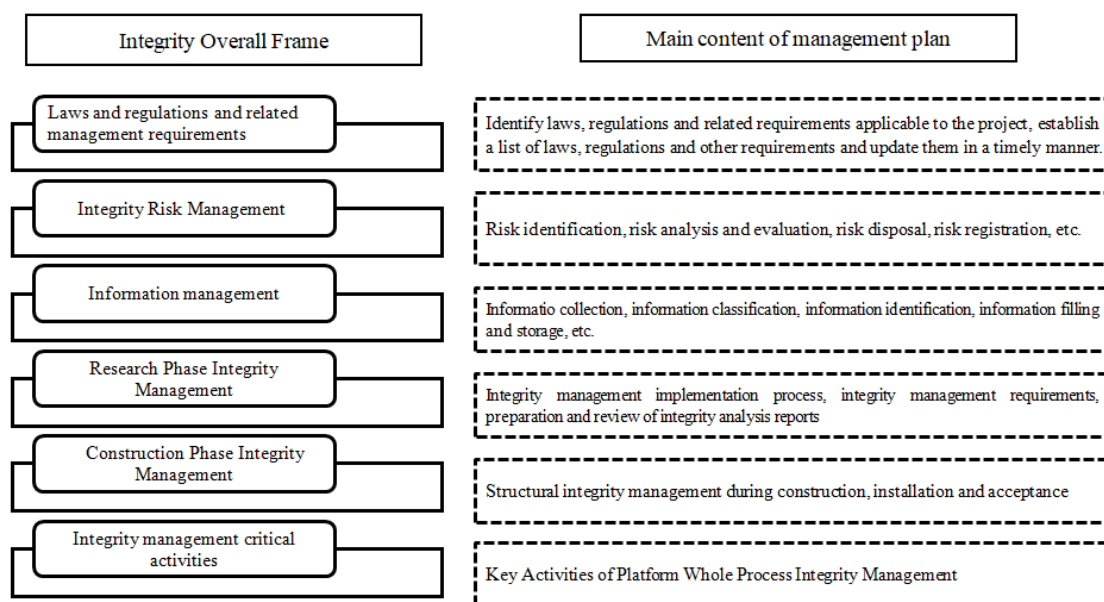 Integrity Overall Frame
Main content of management plan
Laws and regulations and related
management requirements
Identify laws, regulations and related requirements applicable to the project, establish
a list of laws, regulations and other requirements and update them in a timely manner.
Integrity Risk Management
Risk identification, risk analysis and evaluation, risk disposal, risk registration, etc.
Information management
Informatio collection, information classification, information identification, information filling
and storage, etc.
Research Phase Integrity
Management
Integrity management implementation process, integrity management requirements,
preparation and review of integrity analysis reports
Construction Phase Integrity
Management
Structural integrity management during construction, installation and acceptance
Integrity management critical
activities
Key Activities of Platform Whole Process Integrity Management